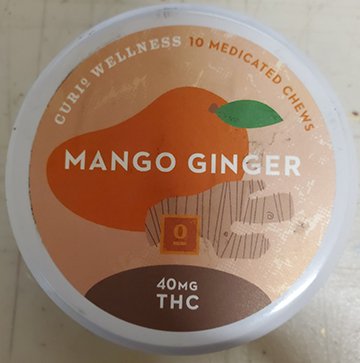 CURIO WELLNESS 10 MEDICATED CHEWS
MANGO GINGER
40MG
THC